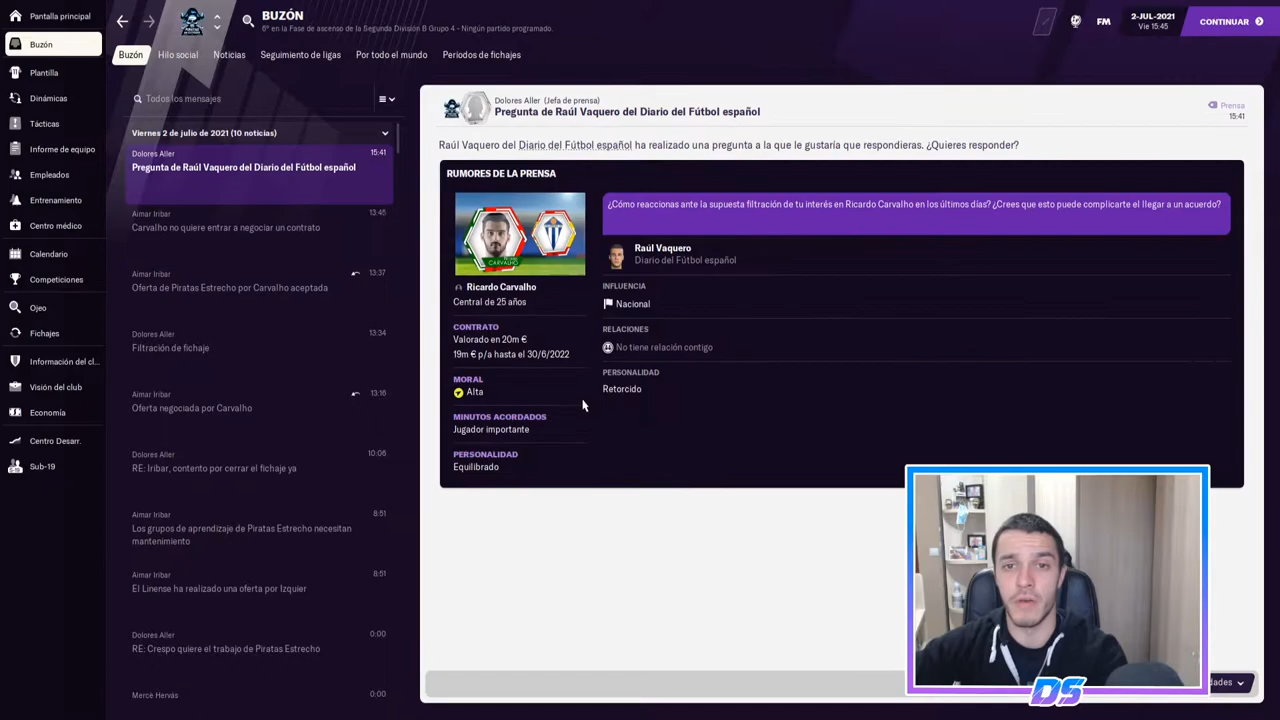 Pantalla principal
Buzón
Plantilla
Dinámicas
Tácticas
Informe de equipo
Empleados
Entrenamiento
Centro médico
Calendario
Competiciones
Ojeo
Fichajes
Información del cl...
Visión del club
Economía
Centro Desarr.
Sub-19
BUZÓN
6º en la Fase de ascenso de la Segunda División B Grupo 4 - Ningún partido programado.
FM
2-JUL-2021
Vie 15:45
CONTINUAR
Buzón
Hilo social
Noticias
Seguimiento de ligas
Por todo el mundo
Periodos de fichajes
Todos los mensajes
Viernes 2 de julio de 2021 (10 noticias)
Dolores Aller 15:41
Pregunta de Raúl Vaquero del Diario del Fútbol español
Aimar Iribar 13:45
Carvalho no quiere entrar a negociar un contrato
Aimar Iribar 13:37
Oferta de Piratas Estrecho por Carvalho aceptada
Dolores Aller 13:34
Filtración de fichaje
Aimar Iribar 13:16
Oferta negociada por Carvalho
Dolores Aller 10:06
RE: Iribar, contento por cerrar el fichaje ya
Aimar Iribar 8:51
Los grupos de aprendizaje de Piratas Estrecho necesitan
mantenimiento
Aimar Iribar 8:51
El Linense ha realizado una oferta por Izquier
Dolores Aller 0:00
RE: Crespo quiere el trabajo de Piratas Estrecho
Mercè Hervás 0:00
Dolores Aller (Jefa de prensa)
Pregunta de Raúl Vaquero del Diario del Fútbol español
Prensa
15:41
Raúl Vaquero del Diario del Fútbol español ha realizado una pregunta a la que le gustaría que respondieras. ¿Quieres responder?
RUMORES DE LA PRENSA
CARVALHO
Ricardo Carvalho
Central de 25 años
CONTRATO
Valorado en 20m €
19m € p/a hasta el 30/6/2022
MORAL
Alta
MINUTOS ACORDADOS
Jugador importante
PERSONALIDAD
Equilibrado
¿Cómo reaccionas ante la supuesta filtración de tu interés en Ricardo Carvalho en los últimos días? ¿Crees que esto puede complicarte el llegar a un acuerdo?
Raúl Vaquero
Diario del Fútbol español
INFLUENCIA
Nacional
RELACIONES
No tiene relación contigo
PERSONALIDAD
Retorcido
dades
DS